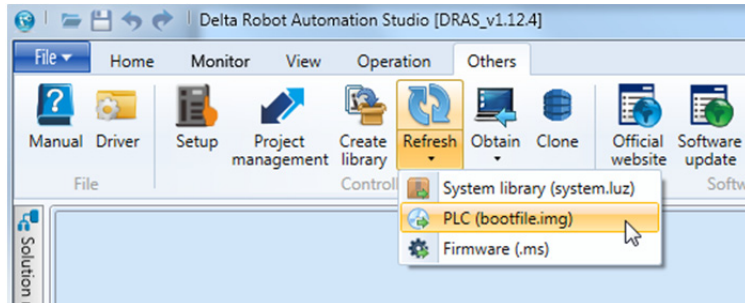 Delta Robot Automation Studio [DRAS_v1.12.4]
File Home Monitor View Operation Others
Manual Driver Setup Project management Create library Refresh Obtain Clone Official website Software update
File
System library (system.luz)
PLC (bootfile.img)
Firmware (.ms)
Solution